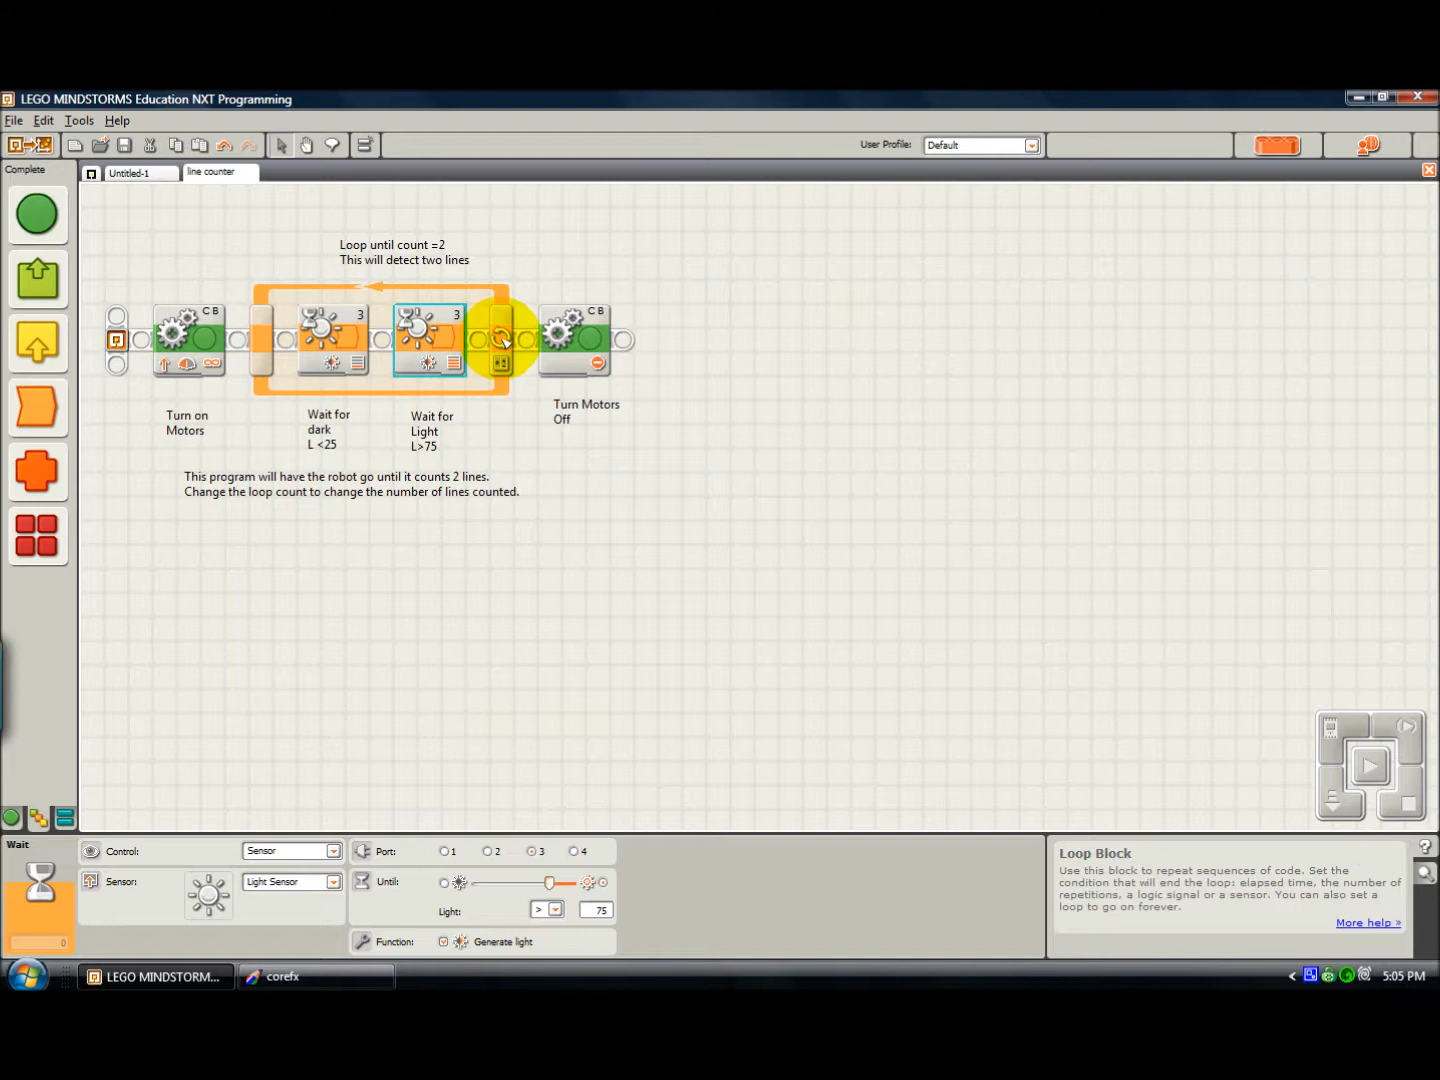 LEGO MINDSTORMS Education NXT Programming
File Edit Tools Help
User Profile: Default
Complete
Untitled-1
line counter
Loop until count =2
This will detect two lines
C B
3
3
C B
Turn on
Motors
Wait for
dark
L <25
Wait for
Light
L>75
Turn Motors
Off
This program will have the robot go until it counts 2 lines.
Change the loop count to change the number of lines counted.
Wait
0
Control: Sensor
Sensor: Light Sensor
Port: 1 2 3 4
Until:
Light: > 75
Function: Generate light
Loop Block
Use this block to repeat sequences of code. Set the
condition that will end the loop: elapsed time, the number of
repetitions, a logic signal or a sensor. You can also set a
loop to go on forever.
More help »
?
LEGO MINDSTORM...
corefx
5:05 PM